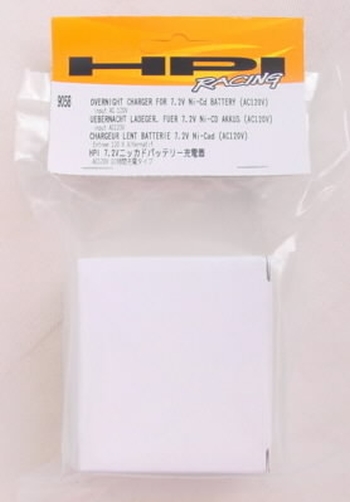 HPI
RACING
9058
OVERNIGHT CHARGER FOR 7.2V Ni-Cd BATTERY (AC120V)
Input AC 120V
UEBERNACHT LADEGER. FUER 7.2V Ni-CD AKKUS (AC120V)
Input AC120V
CHARGEUR LENT BATTERIE 7.2V Ni-Cad (AC120V)
HPI 7.2Vニッカドバッテリー充電器